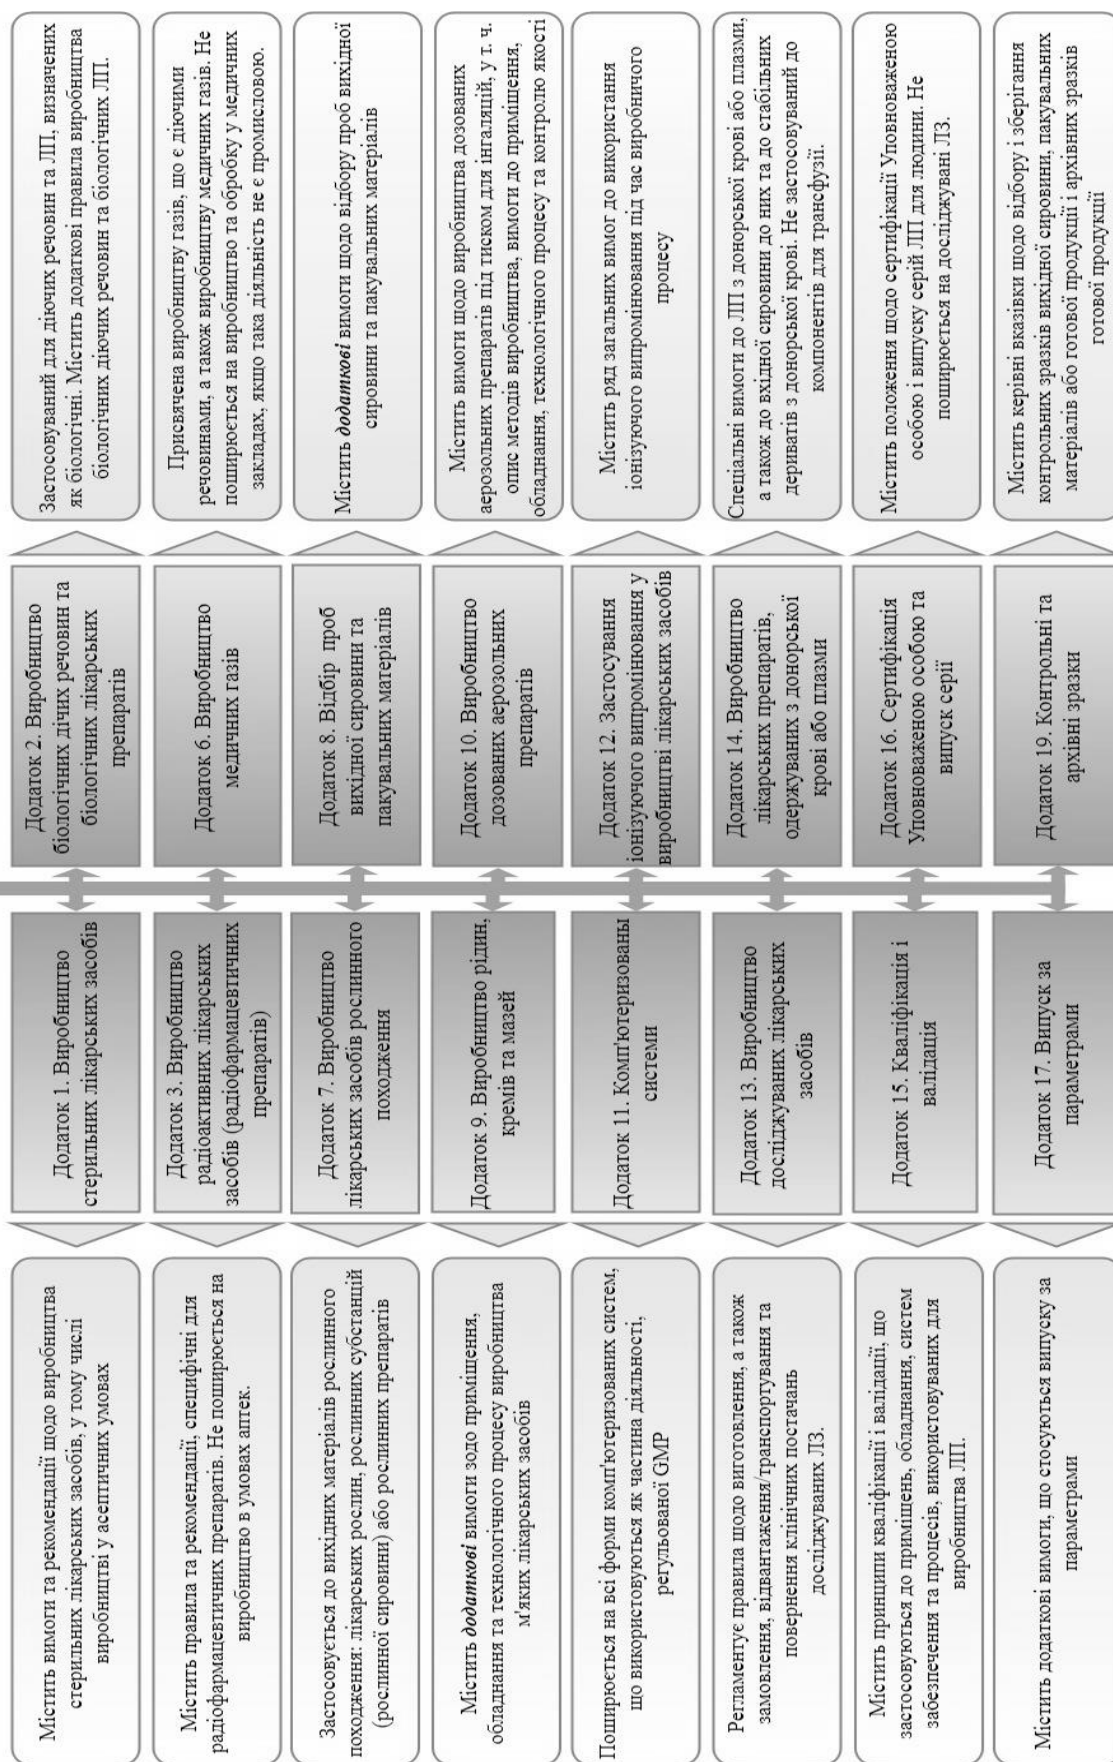 Містить вимоги та рекомендації щодо виробництва
стерильних лікарських засобів, у тому числі
виробництві у асептичних умовах
Додаток 1. Виробництво
стерильних лікарських засобів
Додаток 2. Виробництво
біологічних дічих речовин та
біологічних лікарських
препаратів
Застосовуваний для діючих речовин та ЛП, визначених
як біологічні. Містить додаткові правила виробництва
біологічних діючих речовин та біологічних ЛП.
Містить правила та рекомендації, специфічні для
радіофармацевтичних препаратів. Не поширюється на
виробництво в умовах аптек.
Додаток 3. Виробництво
радіоактивних лікарських
засобів (радіофармацевтичних
препаратів)
Додаток 6. Виробництво
медичних газів
Присвячена виробництву газів, що є діючими
речовинами, а також виробництву медичних газів. Не
поширюється на виробництво та обробку у медичних
закладах, якщо така діяльність не є промисловою.
Застосовується до вихідних матеріалів рослинного
походження: лікарських рослин, рослинних субстанцій
(рослинної сировини) або рослинних препаратів
Додаток 7. Виробництво
лікарських засобів рослинного
походження
Додаток 8. Відбір проб
вихідної сировини та
пакувальних матеріалів
Містить додаткові вимоги щодо відбору проб вихідної
сировини та пакувальних матеріалів
Містить додаткові вимоги зодо приміщення,
обладнання та технологічного процесу виробництва
м'яких лікарських засобів
Додаток 9. Виробництво рідин,
кремів та мазей
Додаток 10. Виробництво
дозованих аерозольних
препаратів
Містить вимоги щодо виробництва дозованих
аерозольних препаратів під тиском для інгаляцій, у т. ч.
опис методів виробництва, вимоги до приміщення,
обладнання, технологічного процесу та контролю якості
Поширюється на всі форми комп'ютеризованих систем,
що використовуються як частина діяльності,
регульованої GMP
Додаток 11. Комп'ютеризованы
системи
Додаток 12. Застосування
іонізуючого випромінювання у
виробництві лікарських засобів
Містить ряд загальних вимог до використання
іонізуючого випромінювання під час виробничого
процесу
Регламентує правила щодо виготовлення, а також
замовлення, відвантаження/транспортування та
повернення клінічних постачань
досліджуваних ЛЗ.
Додаток 13. Виробництво
досліджуваних лікарських
засобів
Додаток 14. Виробництво
лікарських препаратів,
одержуваних з донорської
крові або плазми
Спеціальні вимоги до ЛП з донорської крові або плазми,
а також до вхідної сировини до них та до стабільних
дериватів з донорської крові. Не застосовуваний до
компонентів для трансфузії.
Містить принципи кваліфікації і валідації, що
застосовуються до приміщень, обладнання, систем
забезпечення та процесів, використовуваних для
виробництва ЛП.
Додаток 15. Кваліфікація і
валідація
Додаток 16. Сертифікація
Уповноваженою особою та
випуск серії
Містить положення щодо сертифікації Уповноваженою
особою і випуску серій ЛП для людини. Не
поширюється на досліджувані ЛЗ.
Містить додаткові вимоги, що стосуються випуску за
параметрами
Додаток 17. Випуск за
параметрами
Додаток 19. Контрольні та
архівні зразки
Містить керівні вказівки щодо відбору і зберігання
контрольних зразків вихідної сировини, пакувальних
матеріалів або готової продукції і архівних зразків
готової продукції